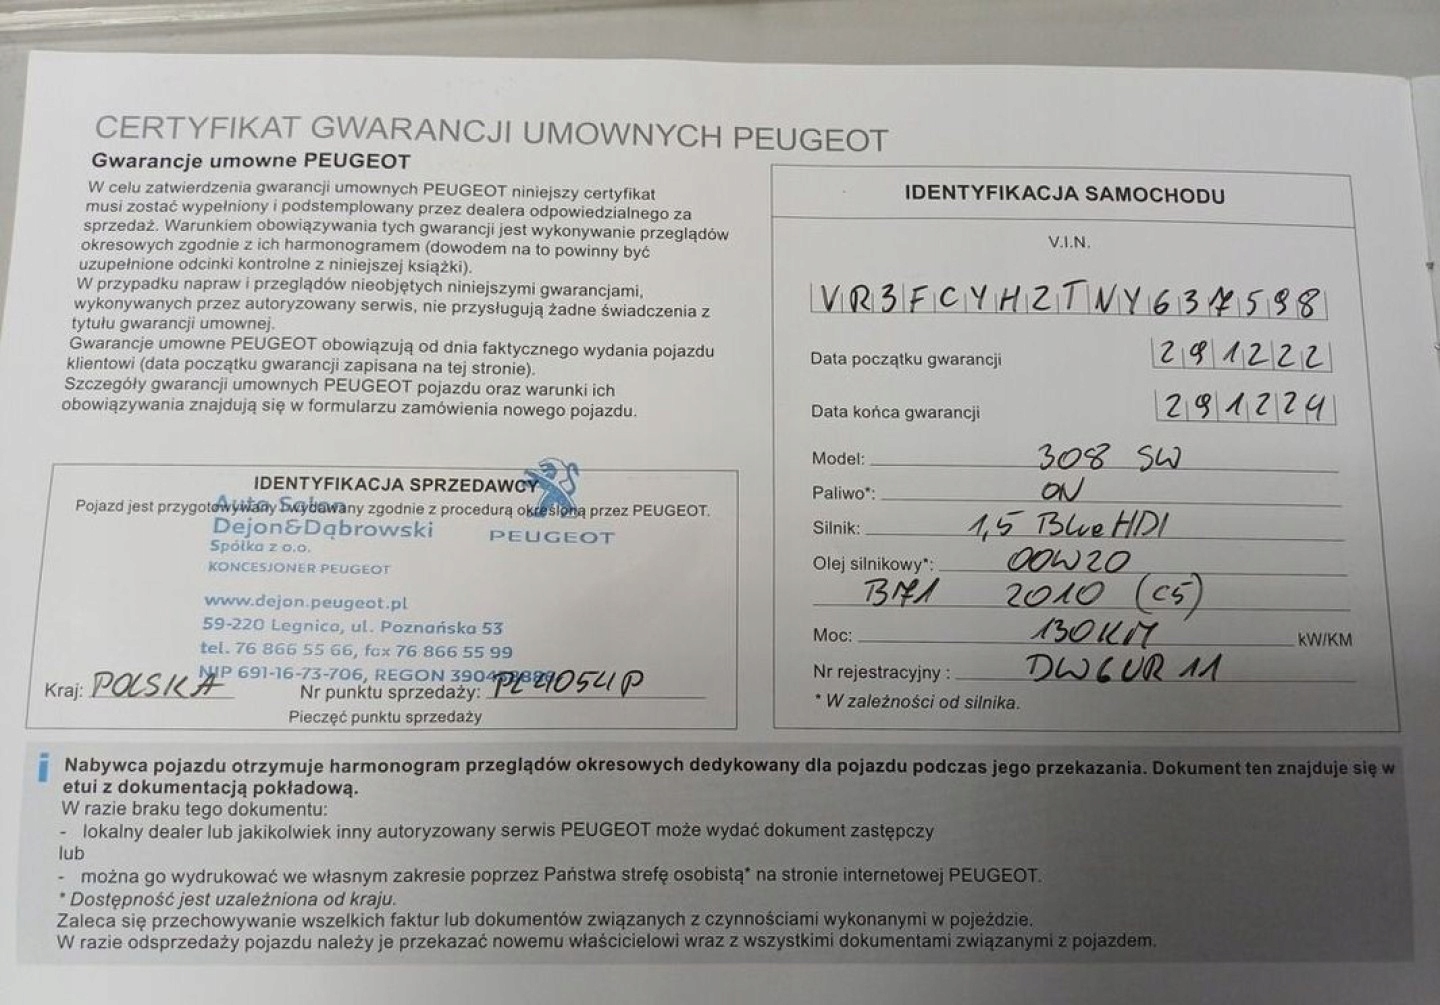 CERTYFIKAT GWARANCJI UMOWNYCH PEUGEOT
Gwarancje umowne PEUGEOT
W celu zatwierdzenia gwarancji umownych PEUGEOT niniejszy certyfikat
musi zostać wypełniony i podstemplowany przez dealera odpowiedzialnego za
sprzedaż. Warunkiem obowiązywania tych gwarancji jest wykonywanie przeglądów
okresowych zgodnie z ich harmonogramem (dowodem na to powinny być
uzupełnione odcinki kontrolne z niniejszej książki).
W przypadku napraw i przeglądów nieobjętych niniejszymi gwarancjami,
wykonywanych przez autoryzowany serwis, nie przysługują żadne świadczenia z
tytułu gwarancji umownej.
Gwarancje umowne PEUGEOT obowiązują od dnia faktycznego wydania pojazdu
klientowi (data początku gwarancji zapisana na tej stronie).
Szczegóły gwarancji umownych PEUGEOT pojazdu oraz warunki ich
obowiązywania znajdują się w formularzu zamówienia nowego pojazdu.
IDENTYFIKACJA SPRZEDAWCY
Pojazd jest przygotowywany i wydawany zgodnie z procedurą określoną przez PEUGEOT.
Auto Salon
Dejon&Dąbrowski
Spółka z o.o.
KONCESJONER PEUGEOT
PEUGEOT
www.dejon.peugeot.pl
59-220 Legnica, ul. Poznańska 53
tel. 76 866 55 66, fax 76 866 55 99
NIP 691-16-73-706, REGON
Kraj: POLSKA
Nr punktu sprzedaży:
Pieczęć punktu sprzedaży
IDENTYFIKACJA SAMOCHODU
V.I.N.
VR3FCYHZTNY637598
Data początku gwarancji 291222
Data końca gwarancji 291224
Model: 308 SW
Paliwo*: ON
Silnik: 1,5 BlueHDI
Olej silnikowy*: 00W20
B71 2010 (C5)
Moc: 130KM kW/KM
Nr rejestracyjny : DW6UR11
* W zależności od silnika.
i Nabywca pojazdu otrzymuje harmonogram przeglądów okresowych dedykowany dla pojazdu podczas jego przekazania. Dokument ten znajduje się w
etui z dokumentacją pokładową.
W razie braku tego dokumentu:
- lokalny dealer lub jakikolwiek inny autoryzowany serwis PEUGEOT może wydać dokument zastępczy
lub
- można go wydrukować we własnym zakresie poprzez Państwa strefę osobistą* na stronie internetowej PEUGEOT.
* Dostępność jest uzależniona od kraju.
Zaleca się przechowywanie wszelkich faktur lub dokumentów związanych z czynnościami wykonanymi w pojeździe.
W razie odsprzedaży pojazdu należy je przekazać nowemu właścicielowi wraz z wszystkimi dokumentami związanymi z pojazdem.